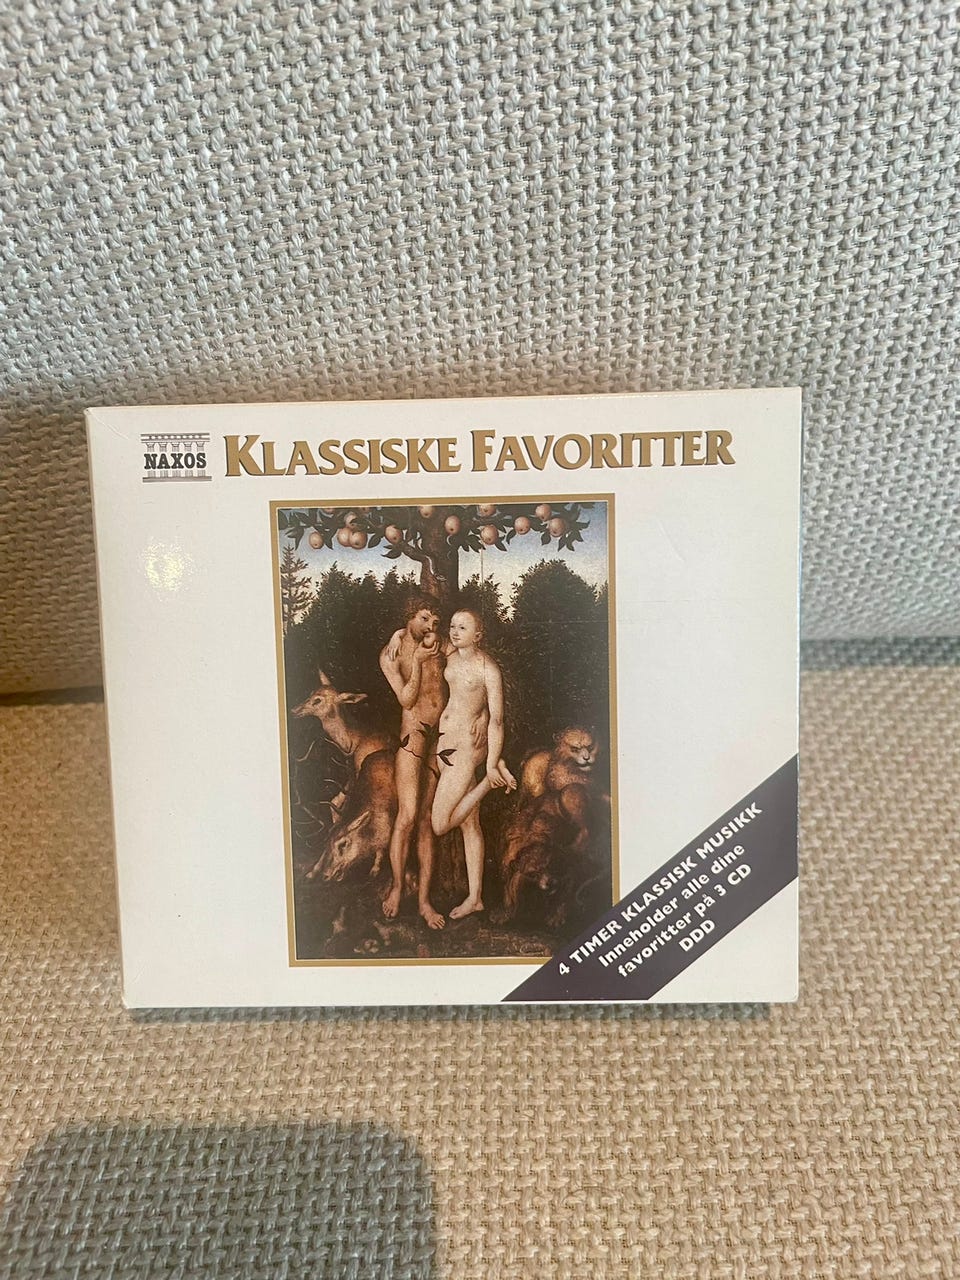 NAXOS
KLASSISKE FAVORITTER
4 TIMER KLASSISK MUSIKK
Inneholder alle dine
favoritter på 3 CD
DDD